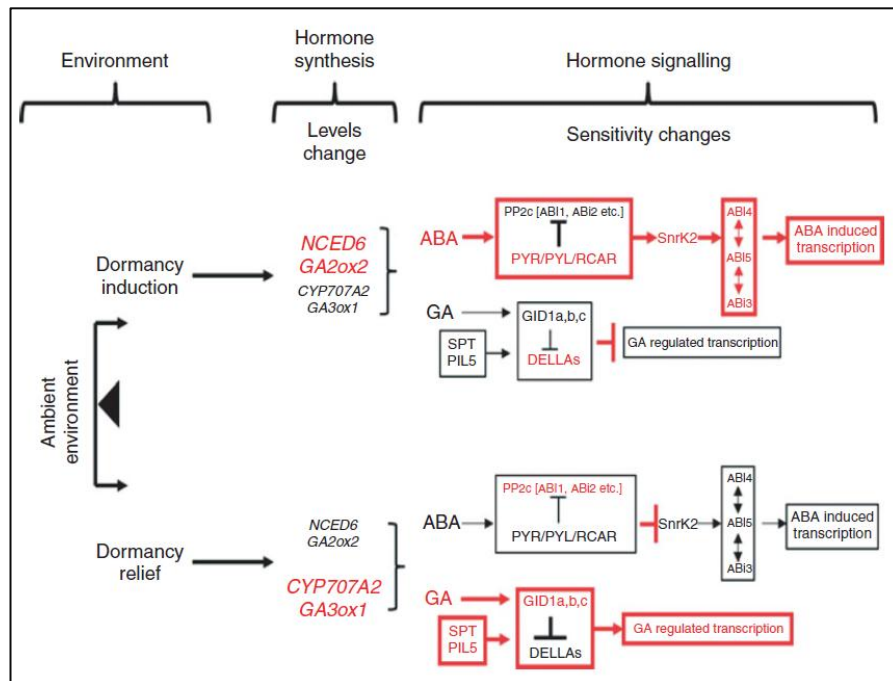 Environment
Hormone
synthesis
Hormone signalling
Levels
change
Sensitivity changes
Ambient
environment
Dormancy
induction
NCED6
GA2ox2
CYP707A2
GA3ox1
ABA
PP2c [ABI1, ABi2 etc.]
PYR/PYL/RCAR
SnrK2
ABI4
ABI5
ABi3
ABA induced
transcription
GA
SPT
PIL5
GID1a,b,c
DELLAs
GA regulated transcription
Dormancy
relief
NCED6
GA2ox2
CYP707A2
GA3ox1
ABA
PP2c [ABI1, ABi2 etc.]
PYR/PYL/RCAR
SnrK2
ABI4
ABI5
ABi3
ABA induced
transcription
GA
SPT
PIL5
GID1a,b,c
DELLAs
GA regulated transcription